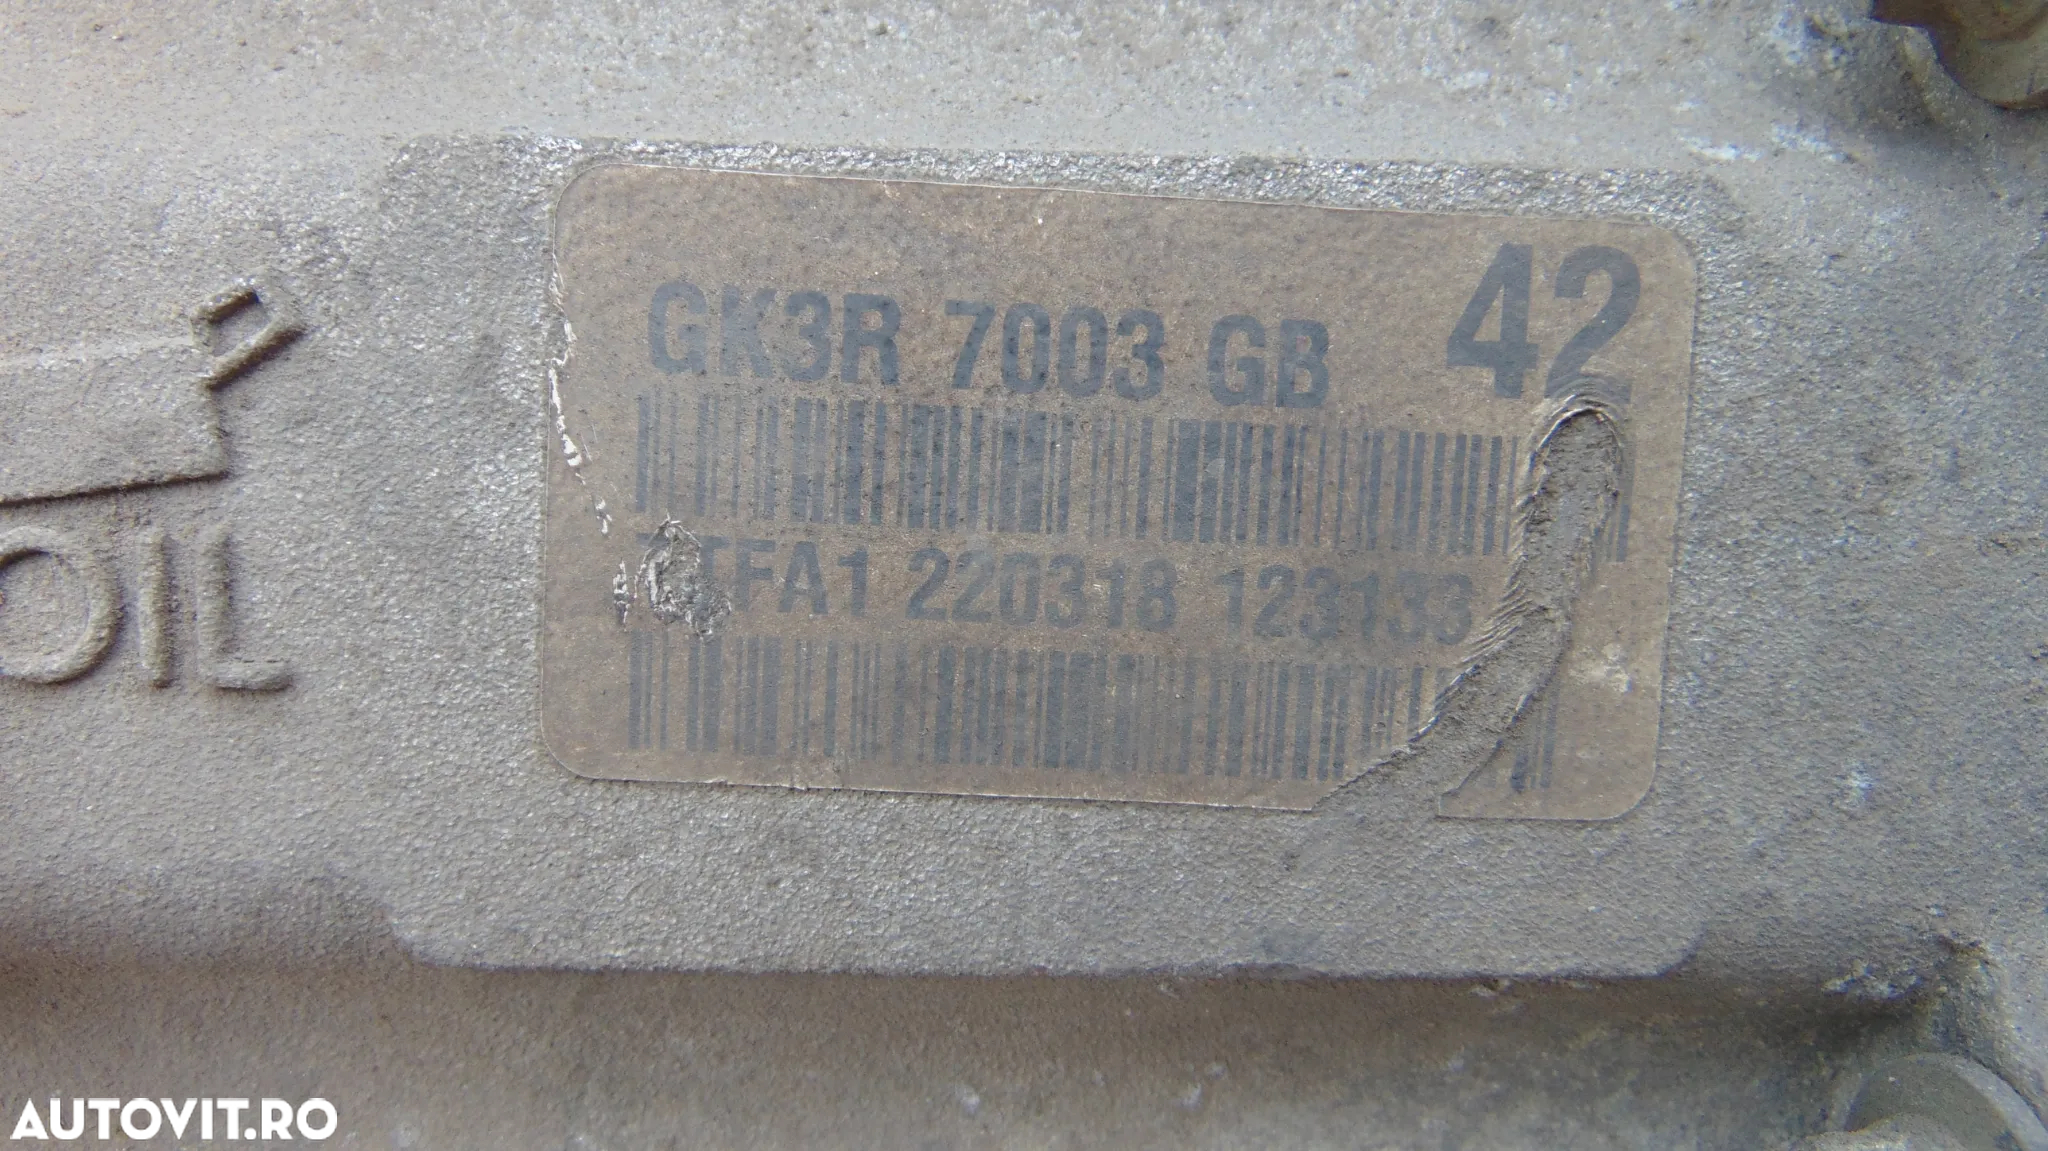 GK3R 7003 GB 42
TFA1 220318 123133
OIL
AUTOVIT.RO